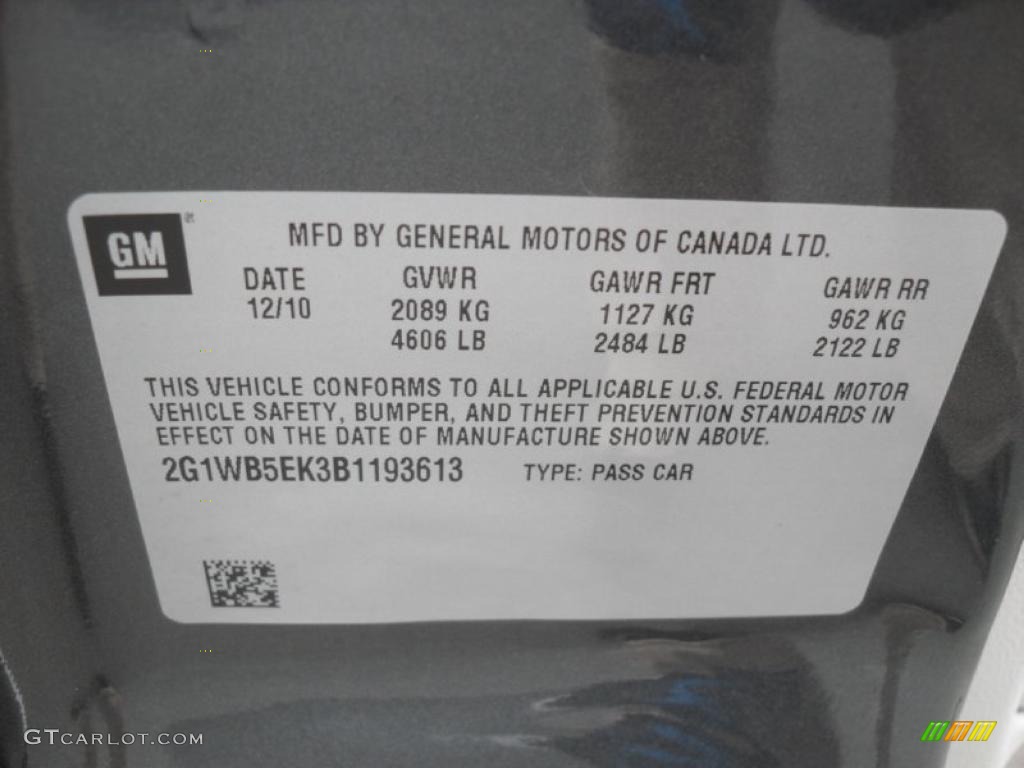 GM
MFD BY GENERAL MOTORS OF CANADA LTD.
DATE GVWR GAWR FRT GAWR RR
12/10 2089 KG 1127 KG 962 KG
4606 LB 2484 LB 2122 LB
THIS VEHICLE CONFORMS TO ALL APPLICABLE U.S. FEDERAL MOTOR
VEHICLE SAFETY, BUMPER, AND THEFT PREVENTION STANDARDS IN
EFFECT ON THE DATE OF MANUFACTURE SHOWN ABOVE.
2G1WB5EK3B1193613 TYPE: PASS CAR
GTCARLOT.COM